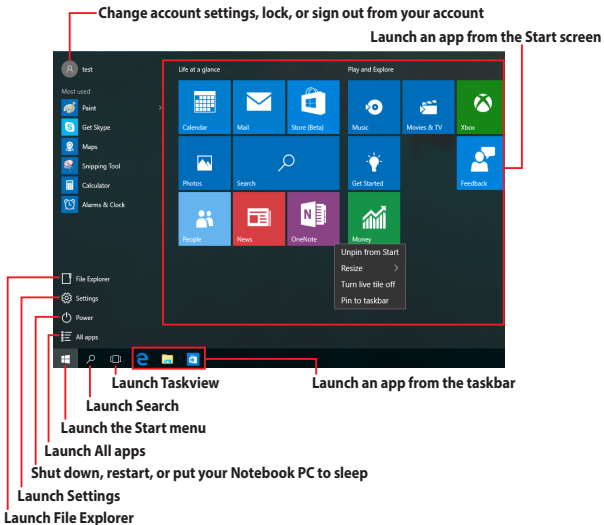 Change account settings, lock, or sign out from your account
Launch an app from the Start screen
test
Life at a glance
Play and Explore
Most used
Paint
Get Skype
Maps
Snipping Tool
Calculator
Alarms & Clock
Calendar
Mail
Store (Beta)
Music
Movies & TV
Xbox
Photos
Search
Get Started
Feedback
People
News
N
OneNote
Money
Unpin from Start
Resize
Turn live tile off
Pin to taskbar
File Explorer
Settings
Power
All apps
Launch Taskview
Launch an app from the taskbar
Launch Search
Launch the Start menu
Launch All apps
Shut down, restart, or put your Notebook PC to sleep
Launch Settings
Launch File Explorer